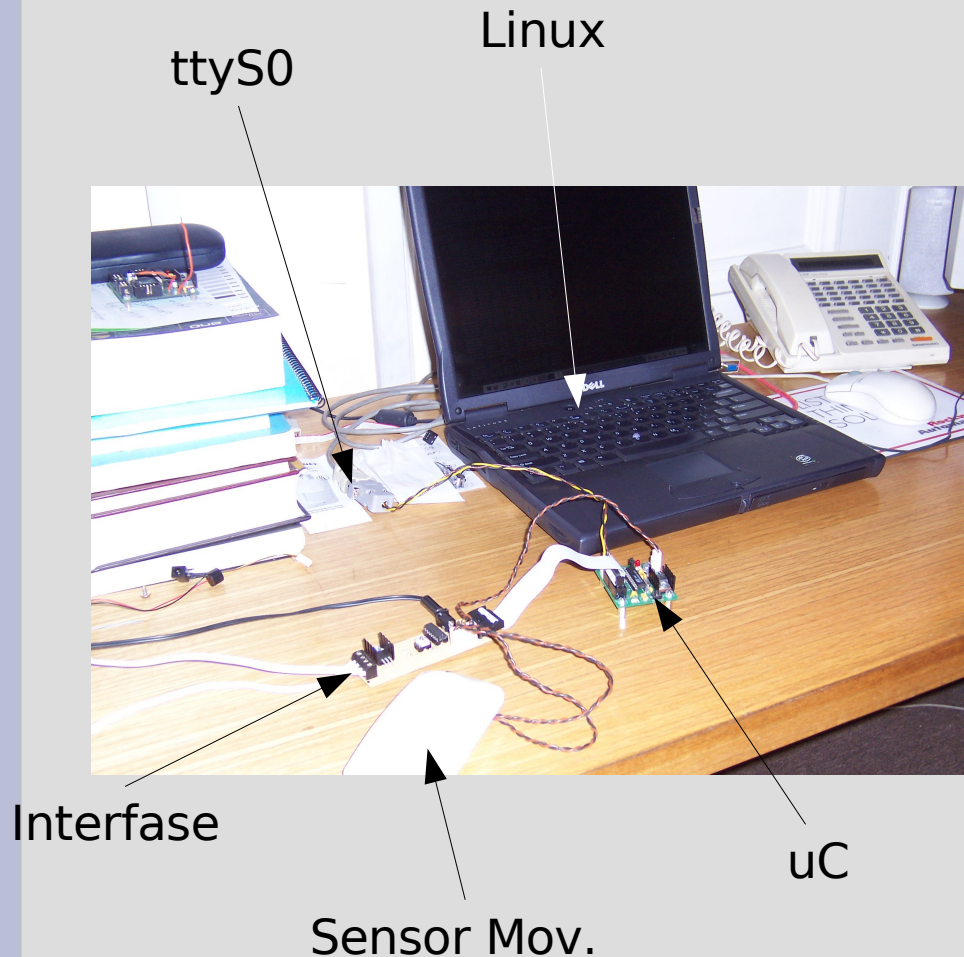 Linux
ttyS0
DELL
Interfase
uC
Sensor Mov.